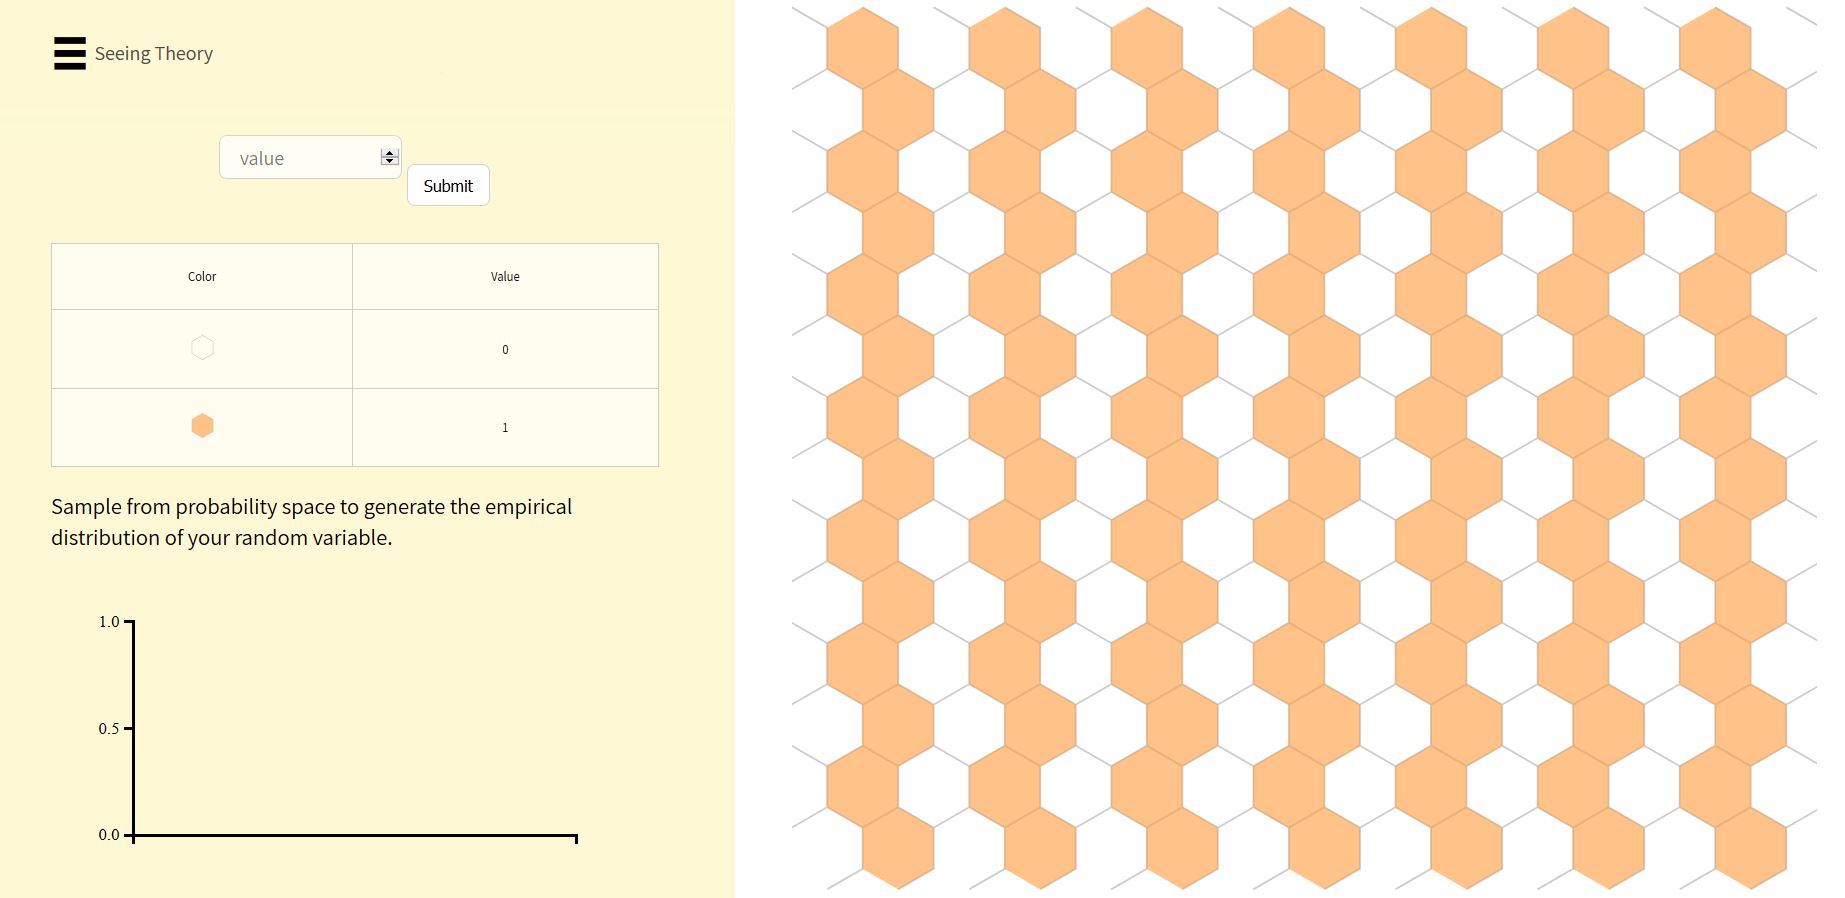 Seeing Theory
value
Submit
Color Value
0
1
Sample from probability space to generate the empirical
distribution of your random variable.
1.0
0.5
0.0